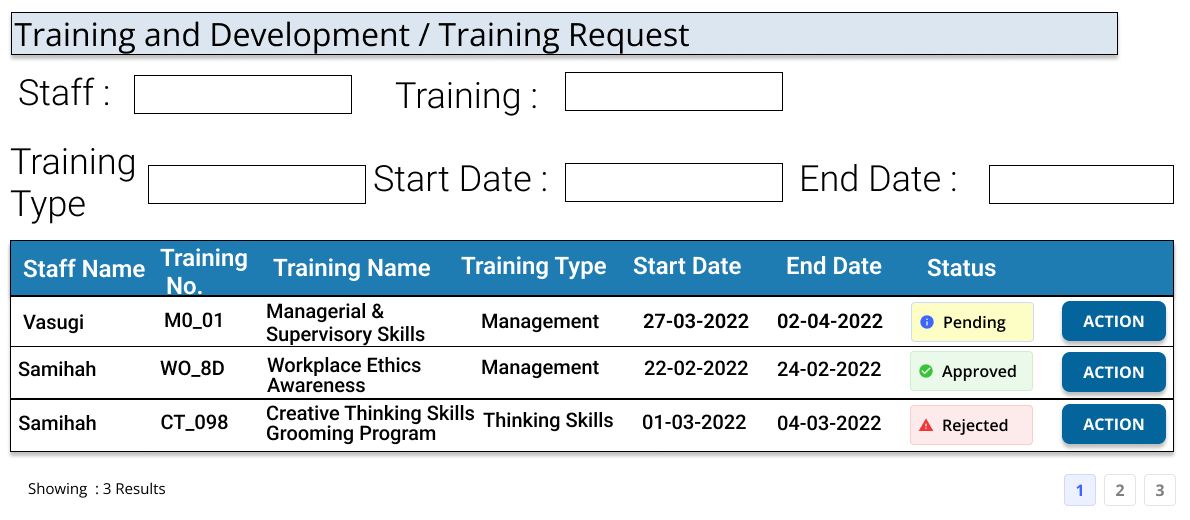 Training and Development / Training Request
Staff : Training :
Training
Type Start Date : End Date :
Staff Name Training No. Training Name Training Type Start Date End Date Status
Vasugi M0_01 Managerial & Supervisory Skills Management 27-03-2022 02-04-2022 Pending ACTION
Samihah WO_8D Workplace Ethics Awareness Management 22-02-2022 24-02-2022 Approved ACTION
Samihah CT_098 Creative Thinking Skills Grooming Program Thinking Skills 01-03-2022 04-03-2022 Rejected ACTION
Showing : 3 Results 1 2 3